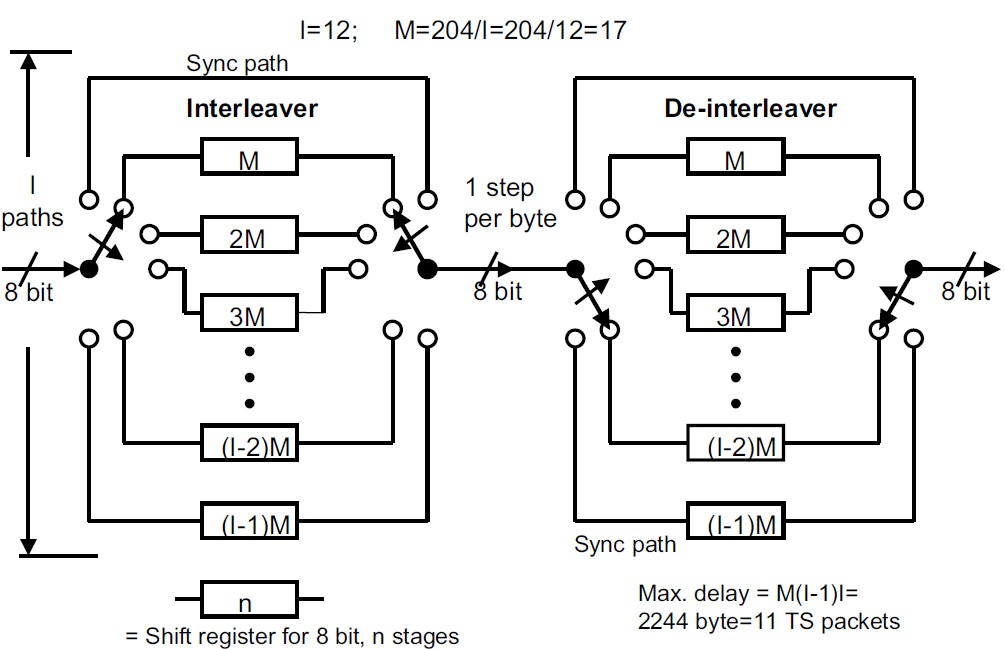 I=12; M=204/I=204/12=17
Sync path
Interleaver
De-interleaver
M
M
I
paths
1 step
per byte
2M
2M
8 bit
8 bit
8 bit
3M
3M
(I-2)M
(I-2)M
(I-1)M
(I-1)M
Sync path
n
= Shift register for 8 bit, n stages
Max. delay = M(I-1)I=
2244 byte=11 TS packets